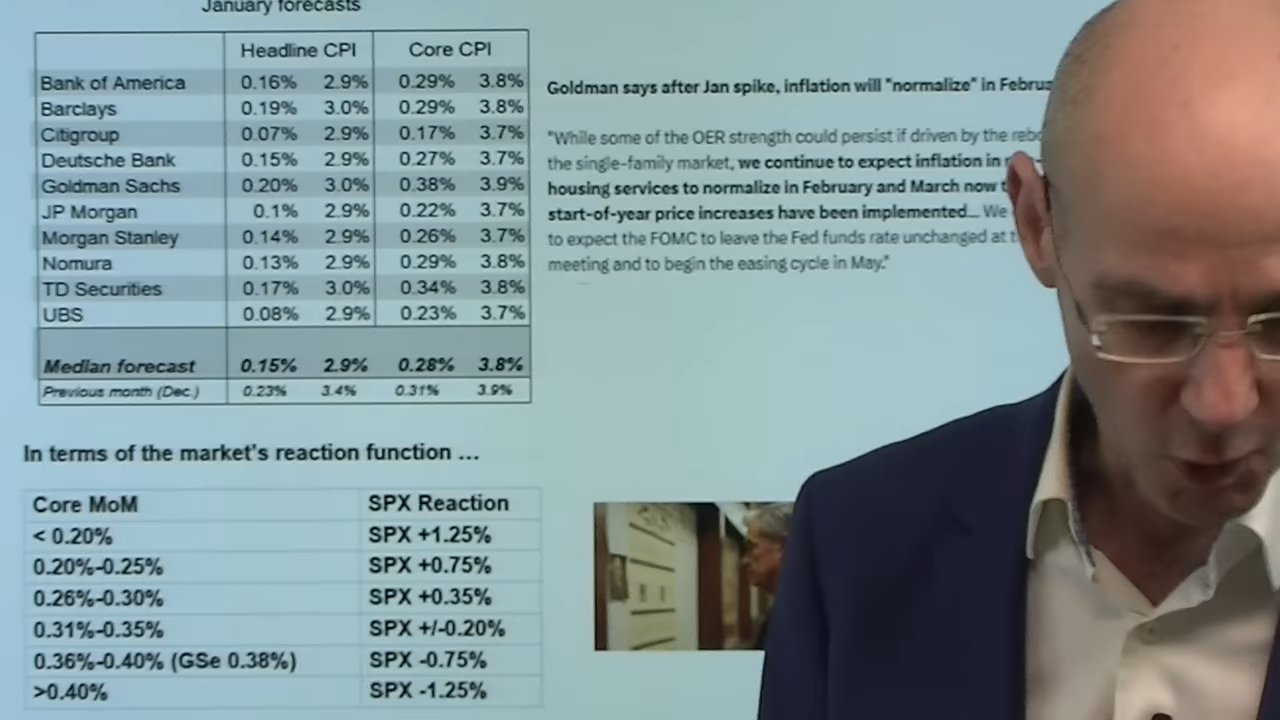 January forecasts
Headline CPI Core CPI
Bank of America 0.16% 2.9% 0.29% 3.8%
Barclays 0.19% 3.0% 0.29% 3.8%
Citigroup 0.07% 2.9% 0.17% 3.7%
Deutsche Bank 0.15% 2.9% 0.27% 3.7%
Goldman Sachs 0.20% 3.0% 0.38% 3.9%
JP Morgan 0.1% 2.9% 0.22% 3.7%
Morgan Stanley 0.14% 2.9% 0.26% 3.7%
Nomura 0.13% 2.9% 0.29% 3.8%
TD Securities 0.17% 3.0% 0.34% 3.8%
UBS 0.08% 2.9% 0.23% 3.7%
Median forecast 0.15% 2.9% 0.28% 3.8%
Previous month (Dec.) 0.23% 3.4% 0.31% 3.9%
Goldman says after Jan spike, inflation will "normalize" in Februa
"While some of the OER strength could persist if driven by the rebo
the single-family market, we continue to expect inflation in
housing services to normalize in February and March now t
start-of-year price increases have been implemented... We
to expect the FOMC to leave the Fed funds rate unchanged at t
meeting and to begin the easing cycle in May."
In terms of the market's reaction function ...
Core MoM SPX Reaction
< 0.20% SPX +1.25%
0.20%-0.25% SPX +0.75%
0.26%-0.30% SPX +0.35%
0.31%-0.35% SPX +/-0.20%
0.36%-0.40% (GSe 0.38%) SPX -0.75%
>0.40% SPX -1.25%